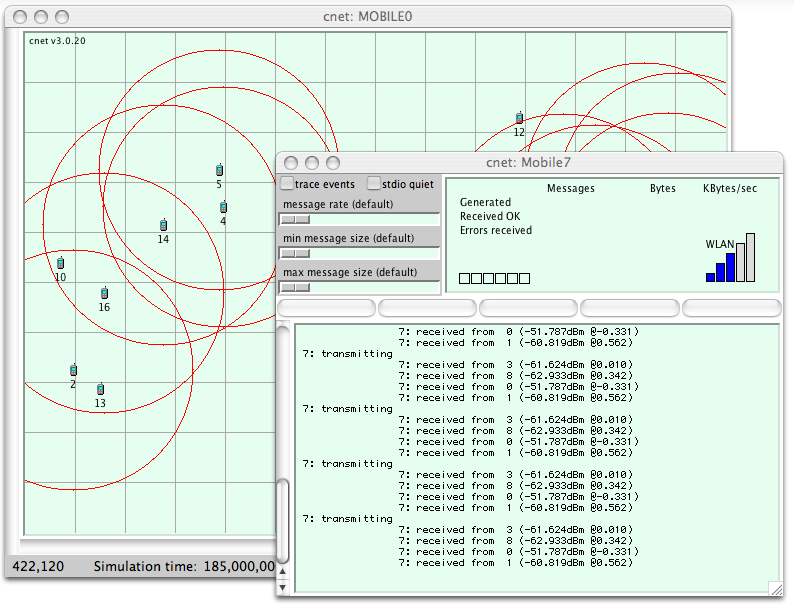 cnet: MOBILE0
cnet v3.0.20
12
5
4
14
10
16
2
13
422,120 Simulation time: 185,000,00
cnet: Mobile7
trace events stdio quiet
message rate (default)
min message size (default)
max message size (default)
Messages Bytes KBytes/sec
Generated
Received OK
Errors received
WLAN
7: received from 0 (-51.787dBm @-0.331)
7: received from 1 (-60.819dBm @0.562)
7: transmitting
7: received from 3 (-61.624dBm @0.010)
7: received from 8 (-62.933dBm @0.342)
7: received from 0 (-51.787dBm @-0.331)
7: received from 1 (-60.819dBm @0.562)
7: transmitting
7: received from 3 (-61.624dBm @0.010)
7: received from 8 (-62.933dBm @0.342)
7: received from 0 (-51.787dBm @-0.331)
7: received from 1 (-60.819dBm @0.562)
7: transmitting
7: received from 3 (-61.624dBm @0.010)
7: received from 8 (-62.933dBm @0.342)
7: received from 0 (-51.787dBm @-0.331)
7: received from 1 (-60.819dBm @0.562)
7: transmitting
7: received from 3 (-61.624dBm @0.010)
7: received from 8 (-62.933dBm @0.342)
7: received from 0 (-51.787dBm @-0.331)
7: received from 1 (-60.819dBm @0.562)